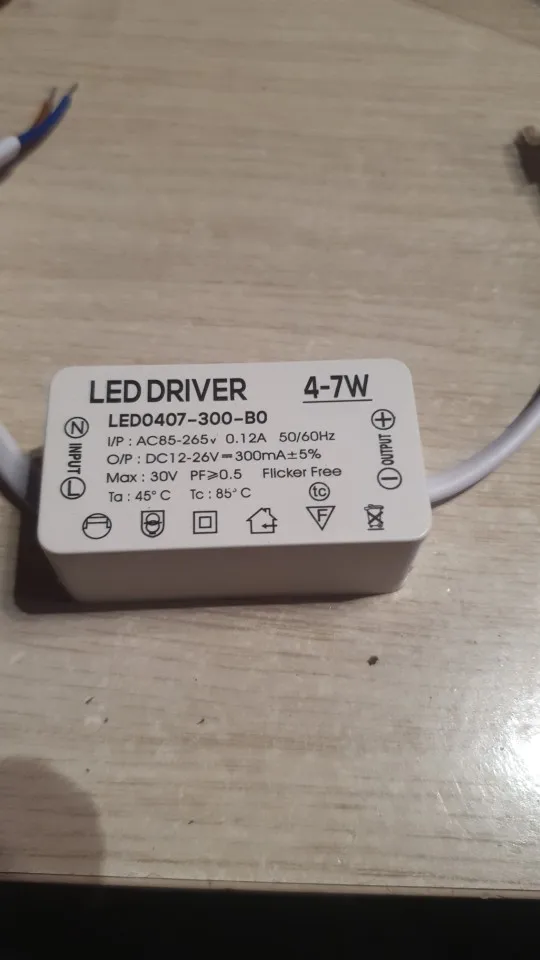 LED DRIVER 4-7W
LED0407-300-B0
N INPUT L
I/P : AC85-265v 0.12A 50/60Hz
O/P : DC12-26V⎓300mA±5%
Max : 30V PF≥0.5 Flicker Free
Ta : 45°C Tc : 85°C
tc
F
+ OUTPUT -